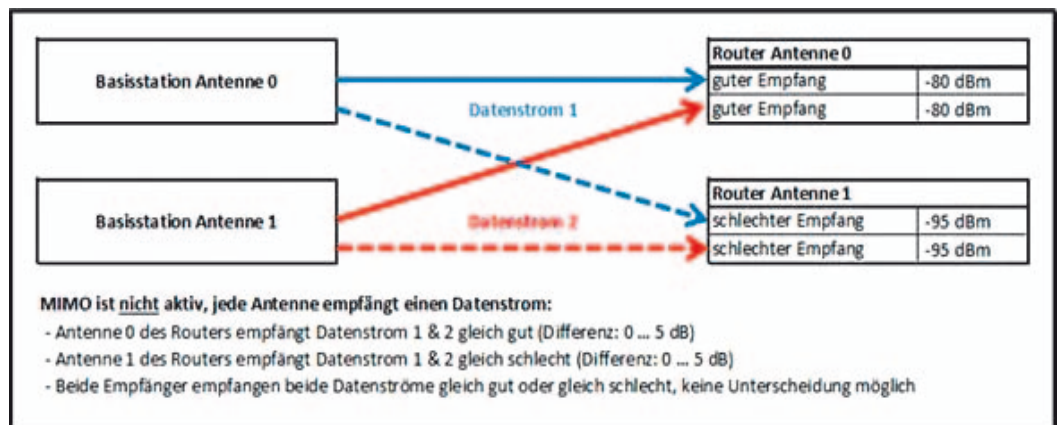 Basisstation Antenne 0
Router Antenne 0
guter Empfang -80 dBm
guter Empfang -80 dBm
Datenstrom 1
Basisstation Antenne 1
Datenstrom 2
Router Antenne 1
schlechter Empfang -95 dBm
schlechter Empfang -95 dBm
MIMO ist nicht aktiv, jede Antenne empfängt einen Datenstrom:
- Antenne 0 des Routers empfängt Datenstrom 1 & 2 gleich gut (Differenz: 0 ... 5 dB)
- Antenne 1 des Routers empfängt Datenstrom 1 & 2 gleich schlecht (Differenz: 0 ... 5 dB)
- Beide Empfänger empfangen beide Datenströme gleich gut oder gleich schlecht, keine Unterscheidung möglich